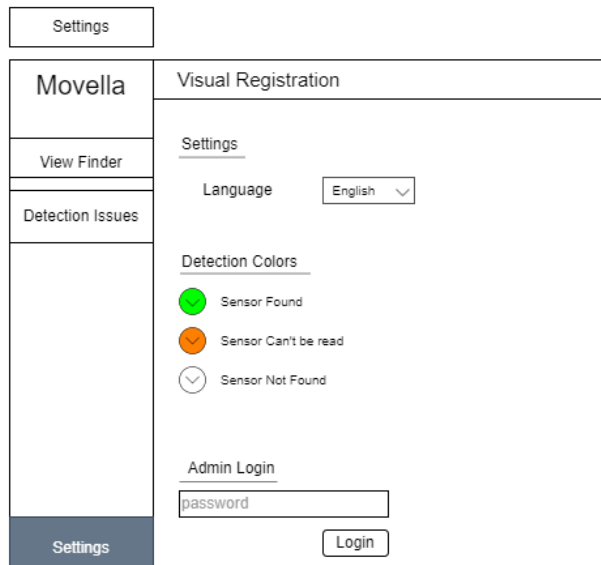 Settings
Movella
Visual Registration
View Finder
Detection Issues
Settings
Settings
Language
English
Detection Colors
Sensor Found
Sensor Can't be read
Sensor Not Found
Admin Login
password
Login